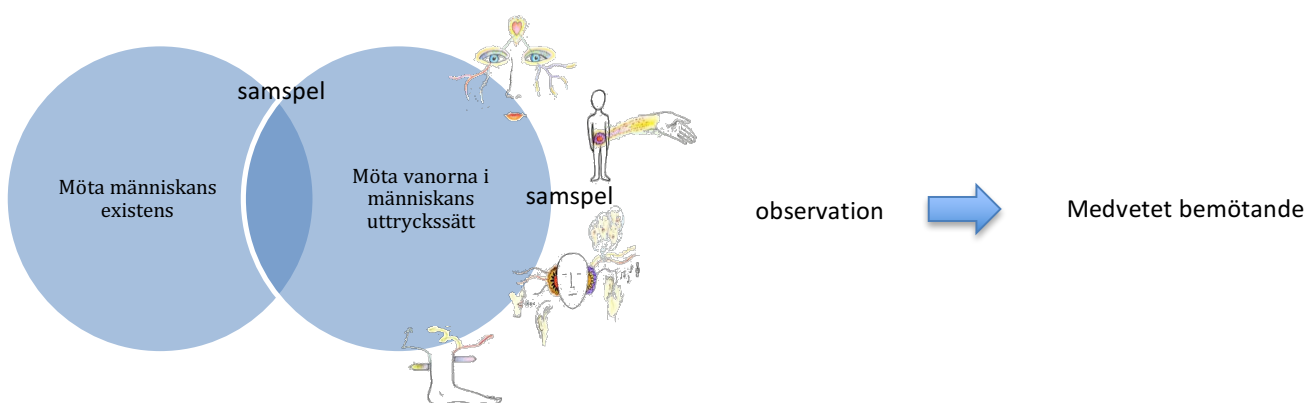 samspel
Möta människans
existens
Möta vanorna i
människans
uttryckssätt
samspel
observation
Medvetet bemötande